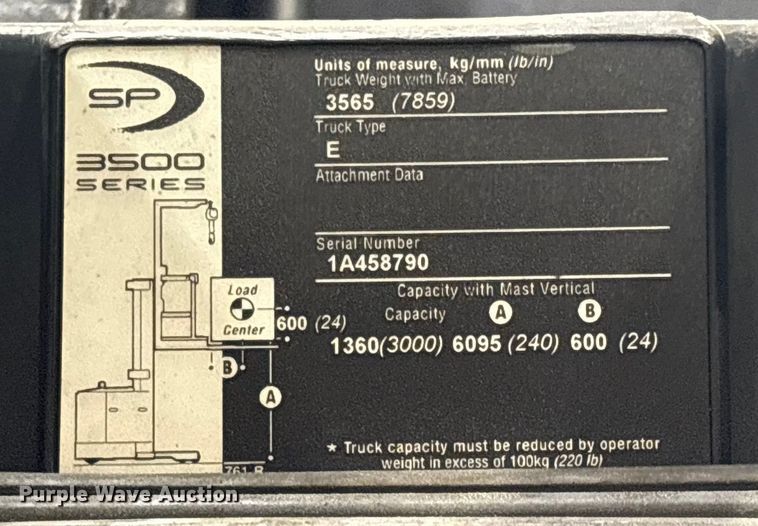 SP
3500
SERIES
Load
Center
600 (24)
B
A
Units of measure, kg/mm (lb/in)
Truck Weight with Max. Battery
3565 (7859)
Truck Type
E
Attachment Data
Serial Number
1A458790
Capacity with Mast Vertical
Capacity A B
1360(3000) 6095 (240) 600 (24)
* Truck capacity must be reduced by operator
weight in excess of 100kg (220 lb)
Purple Wave Auction